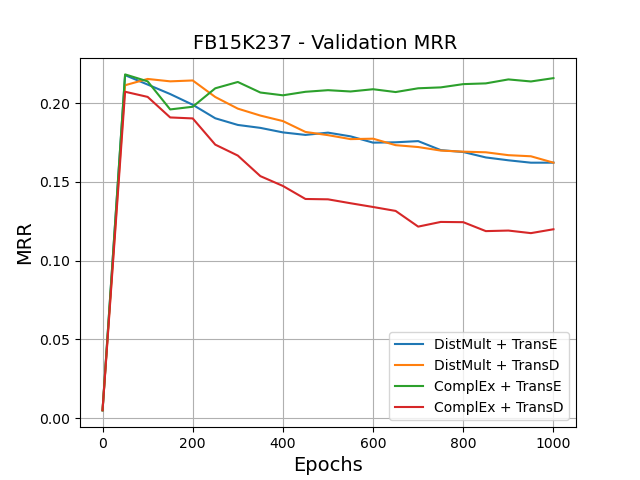 FB15K237 - Validation MRR
MRR
0.20
0.15
0.10
0.05
0.00
0
200
400
600
800
1000
Epochs
DistMult + TransE
DistMult + TransD
ComplEx + TransE
ComplEx + TransD